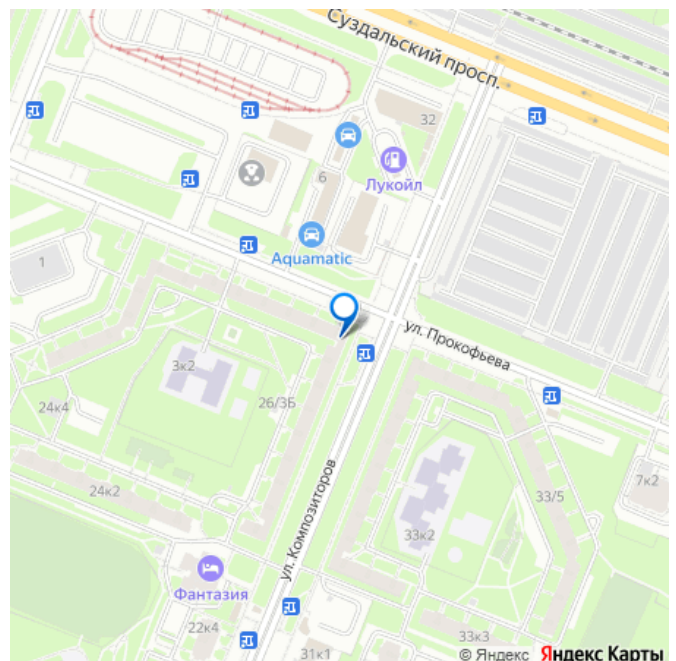 Суздальский просп.
32
Лукойл
6
Aquamatic
1
ул. Прокофьева
3к2
26/3Б
24к4
24к2
ул. Композиторов
33/5
7к2
33к2
Фантазия
22к4
31к1
33к3
© Яндекс Яндекс Карты